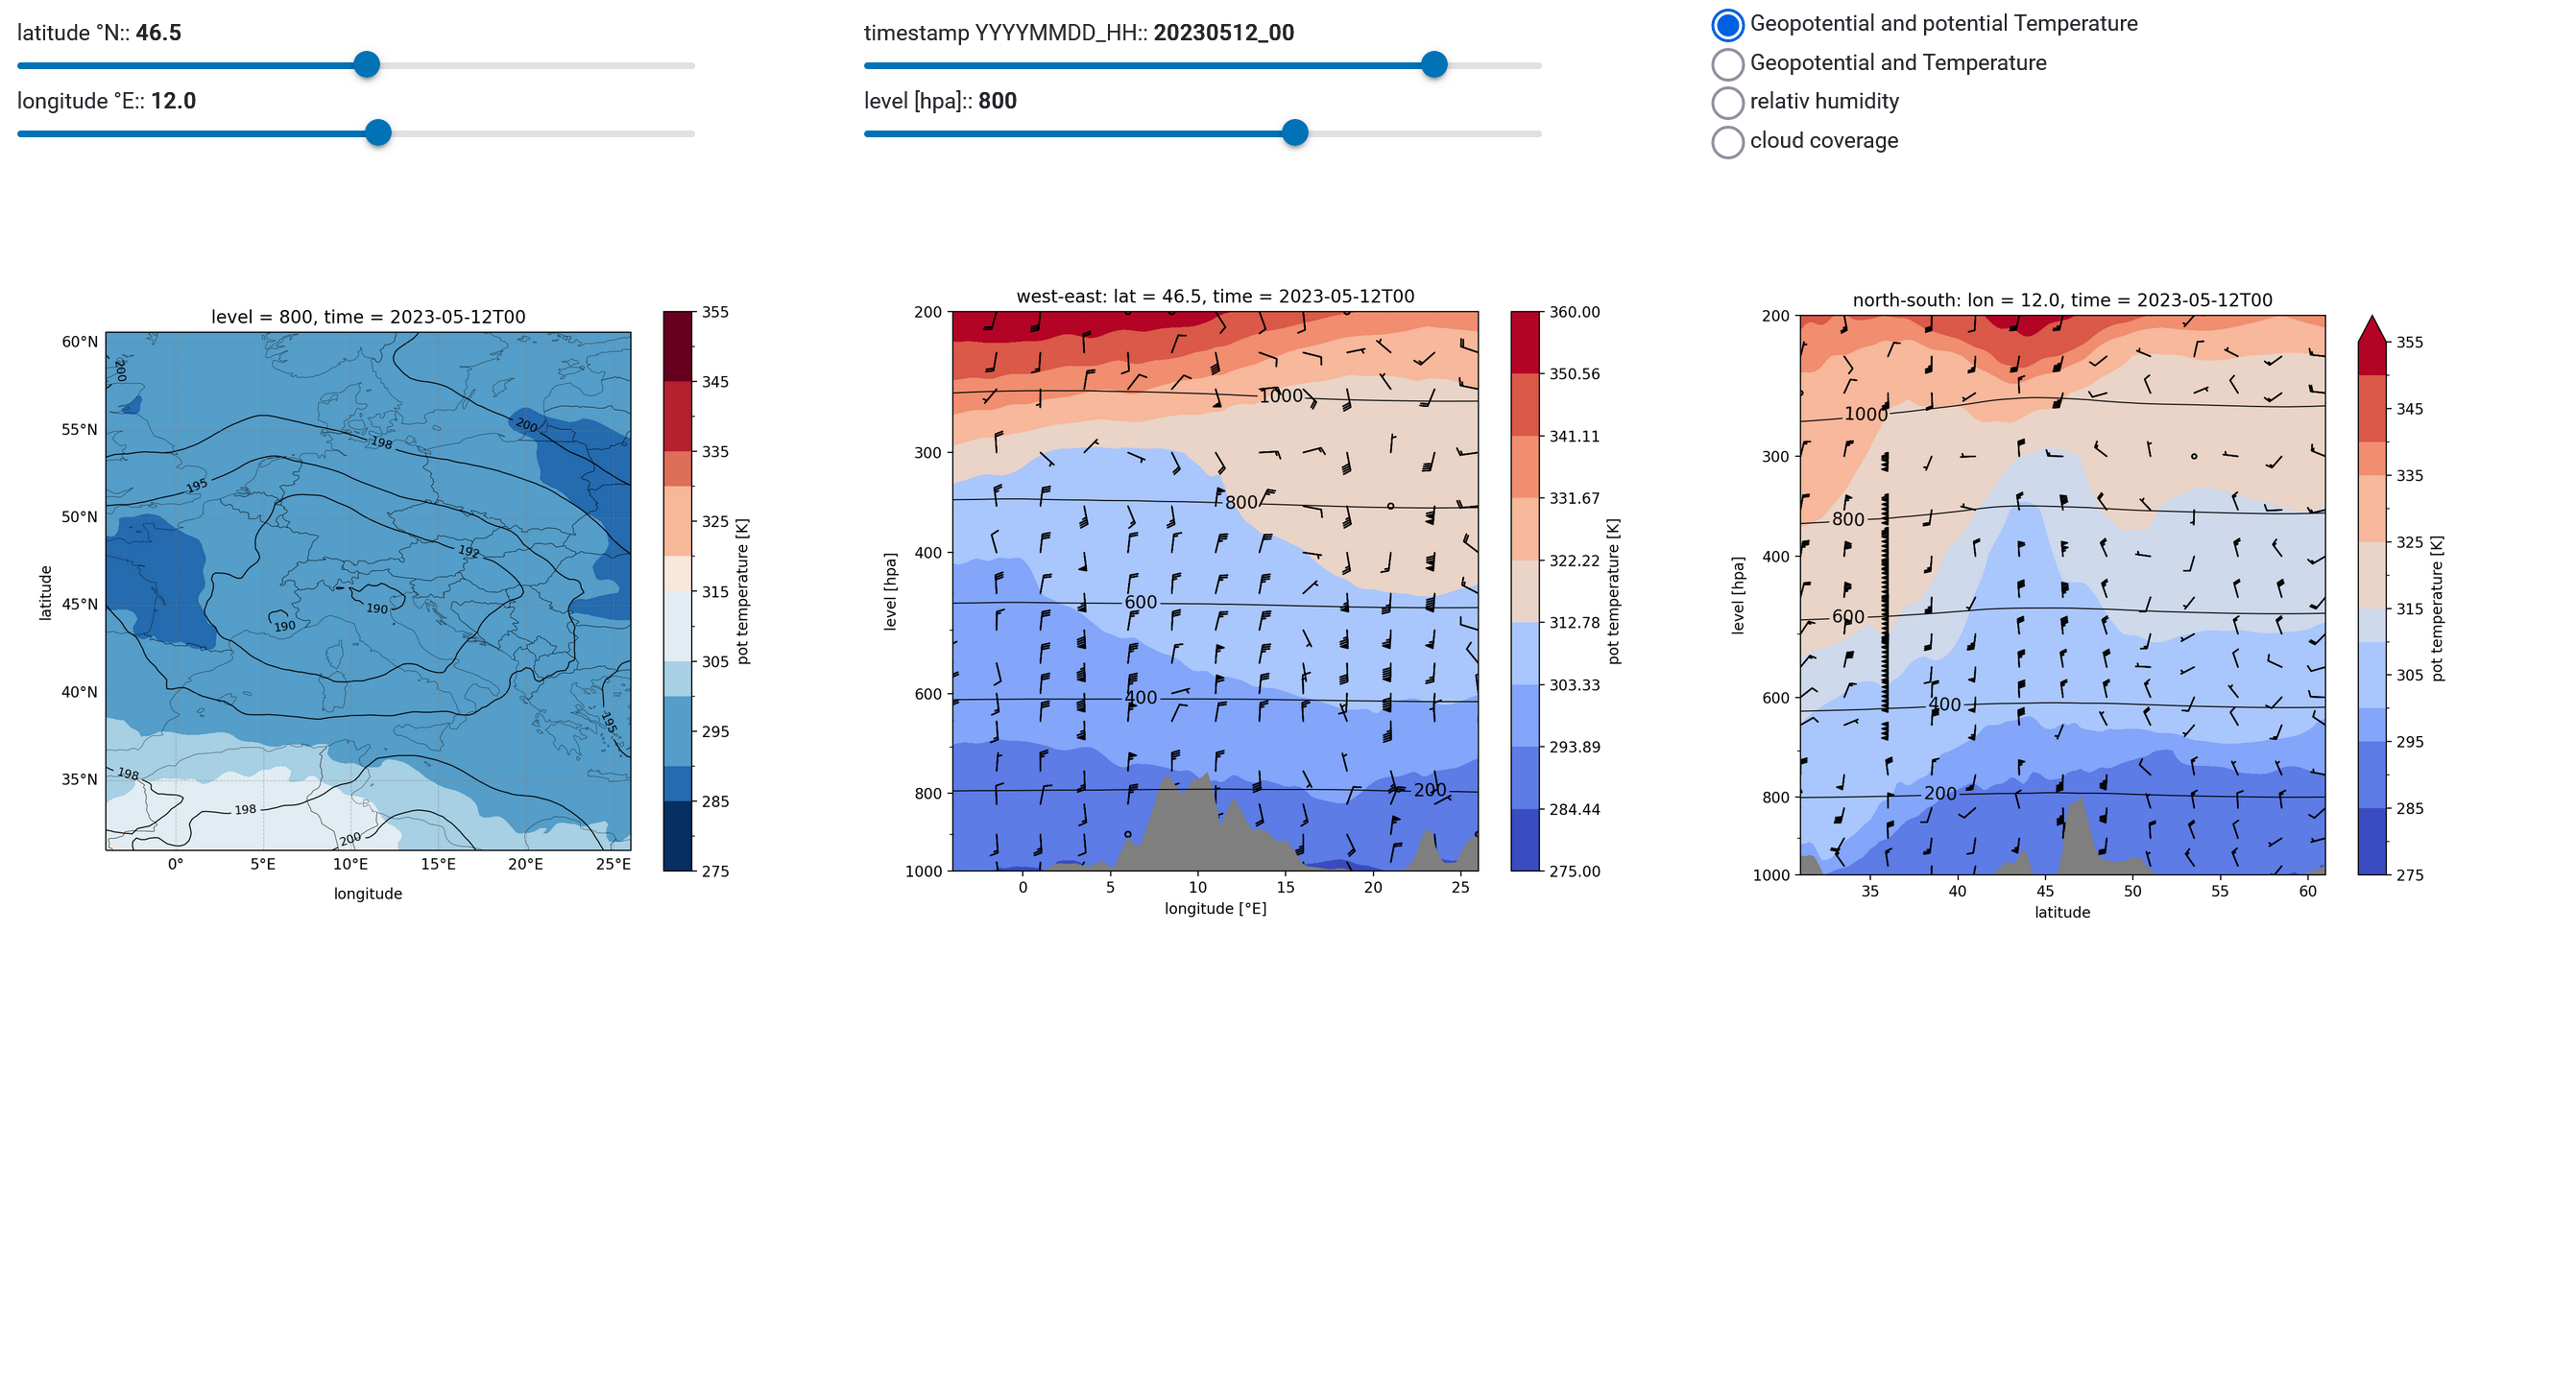 latitude °N:: 46.5
longitude °E:: 12.0
timestamp YYYYMMDD_HH:: 20230512_00
level [hpa]:: 800
Geopotential and potential Temperature
Geopotential and Temperature
relativ humidity
cloud coverage
level = 800, time = 2023-05-12T00
60°N
55°N
50°N
45°N
40°N
35°N
latitude
0°
5°E
10°E
15°E
20°E
25°E
longitude
200
200
198
195
192
190
190
195
198
198
200
355
345
335
325
315
305
295
285
275
pot temperature [K]
west-east: lat = 46.5, time = 2023-05-12T00
200
300
400
600
800
1000
level [hpa]
1000
800
600
400
200
0
5
10
15
20
25
longitude [°E]
360.00
350.56
341.11
331.67
322.22
312.78
303.33
293.89
284.44
275.00
pot temperature [K]
north-south: lon = 12.0, time = 2023-05-12T00
200
300
400
600
800
1000
level [hpa]
1000
800
600
400
200
35
40
45
50
55
60
latitude
355
345
335
325
315
305
295
285
275
pot temperature [K]